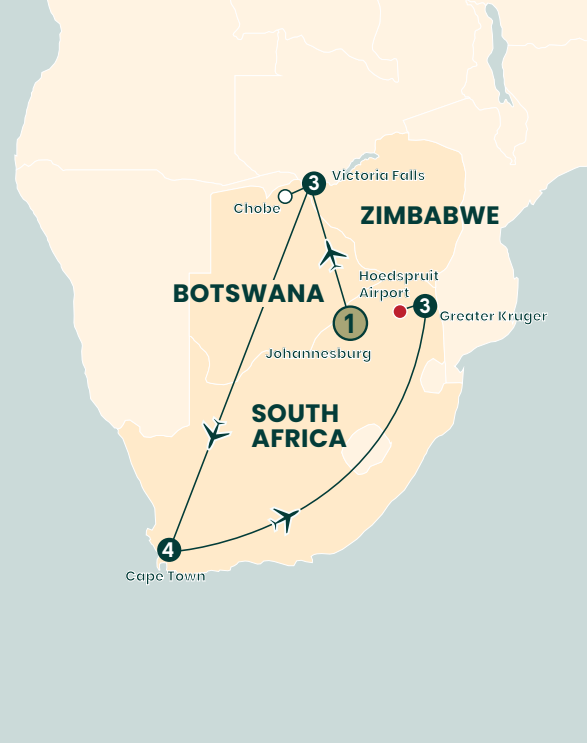 3
Victoria Falls
Chobe
ZIMBABWE
Hoedspruit
Airport
BOTSWANA
3
Greater Kruger
1
Johannesburg
SOUTH
AFRICA
4
Cape Town